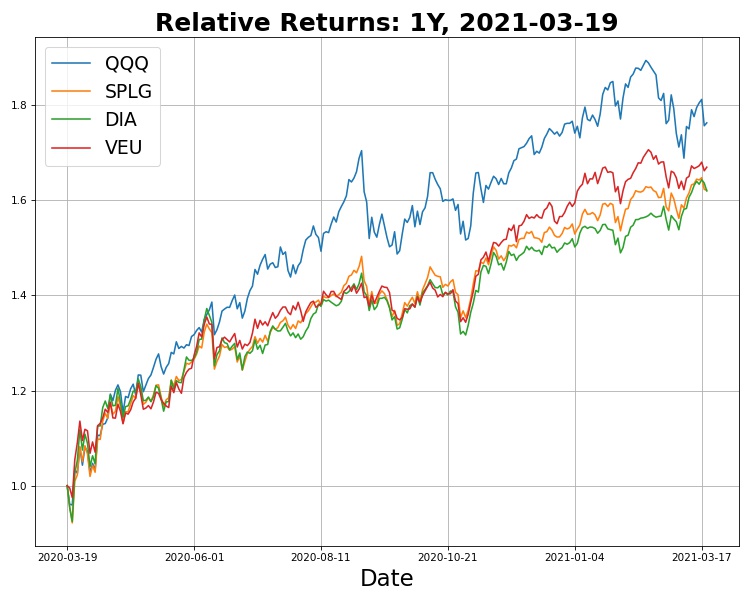 Relative Returns: 1Y, 2021-03-19
QQQ
SPLG
DIA
VEU
1.8
1.6
1.4
1.2
1.0
2020-03-19 2020-06-01 2020-08-11 2020-10-21 2021-01-04 2021-03-17
Date